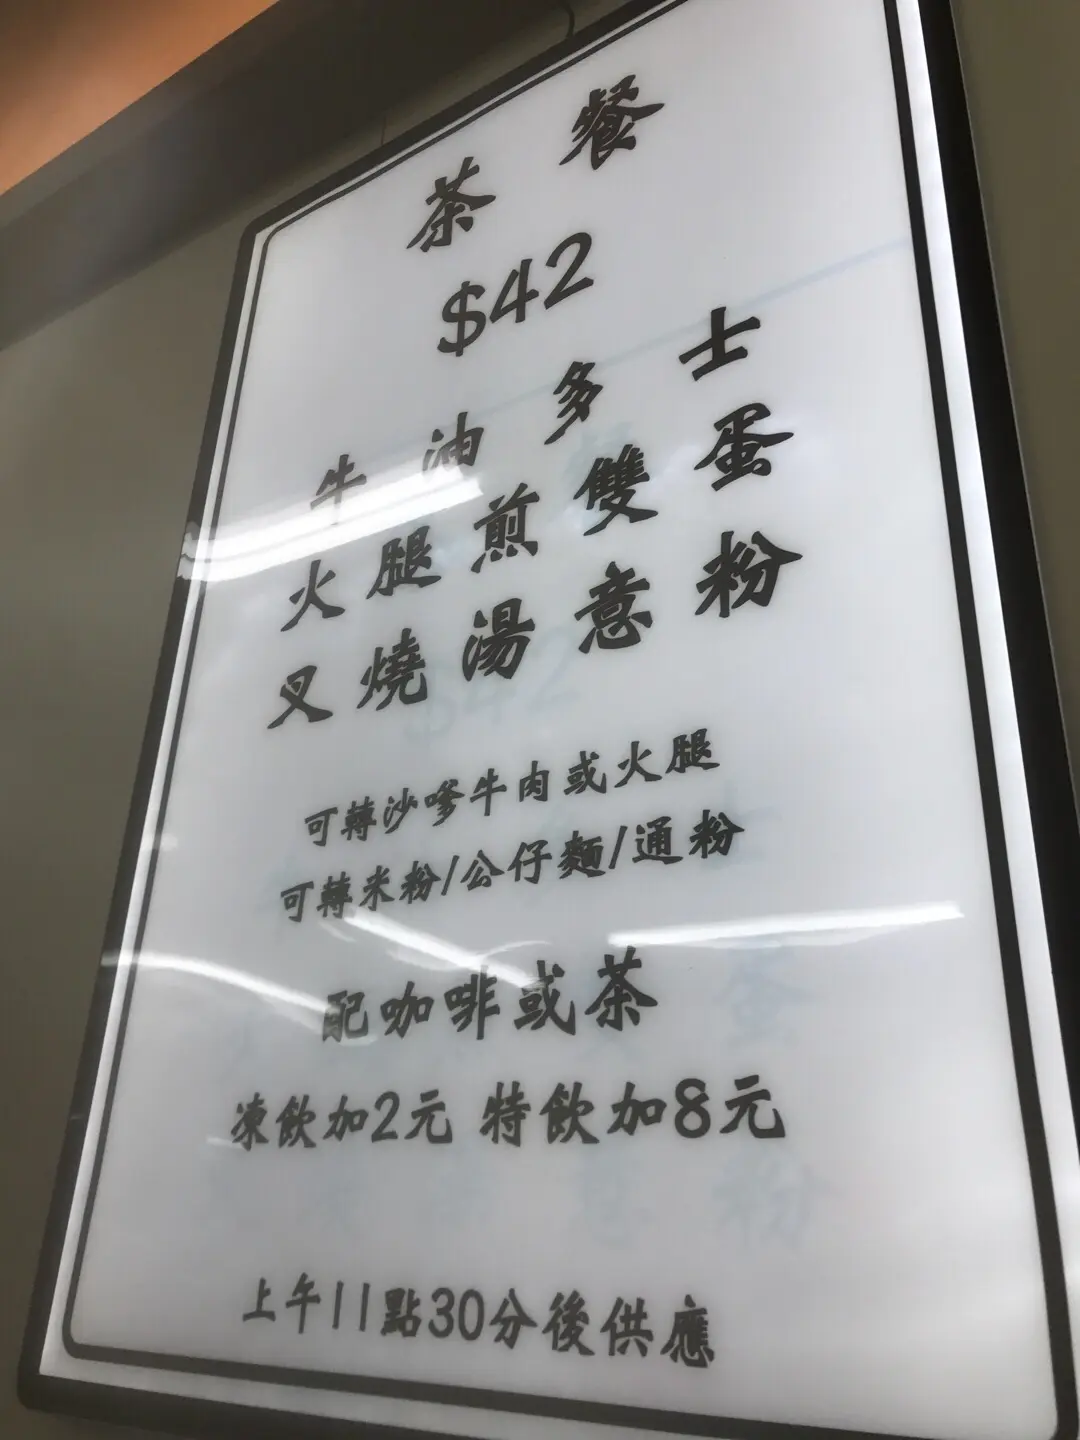 茶餐
$42
牛油多士
火腿煎雙蛋
叉燒湯意粉
可轉沙嗲牛肉或火腿
可轉米粉/公仔麵/通粉
配咖啡或茶
凍飲加2元 特飲加8元
上午11點30分後供應